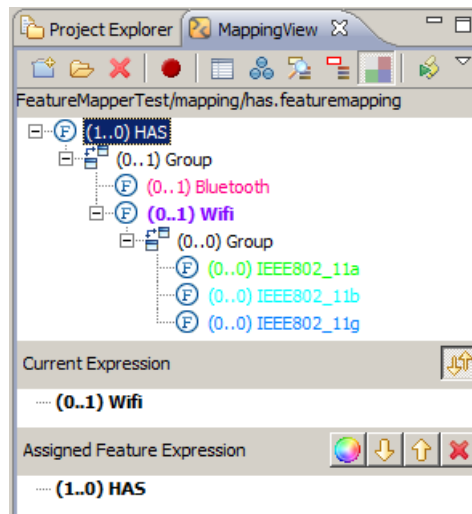 Project Explorer MappingView
FeatureMapperTest/mapping/has.featuremapping
F (1..0) HAS
(0..1) Group
F (0..1) Bluetooth
F (0..1) Wifi
(0..0) Group
F (0..0) IEEE802_11a
F (0..0) IEEE802_11b
F (0..0) IEEE802_11g
Current Expression
(0..1) Wifi
Assigned Feature Expression
(1..0) HAS